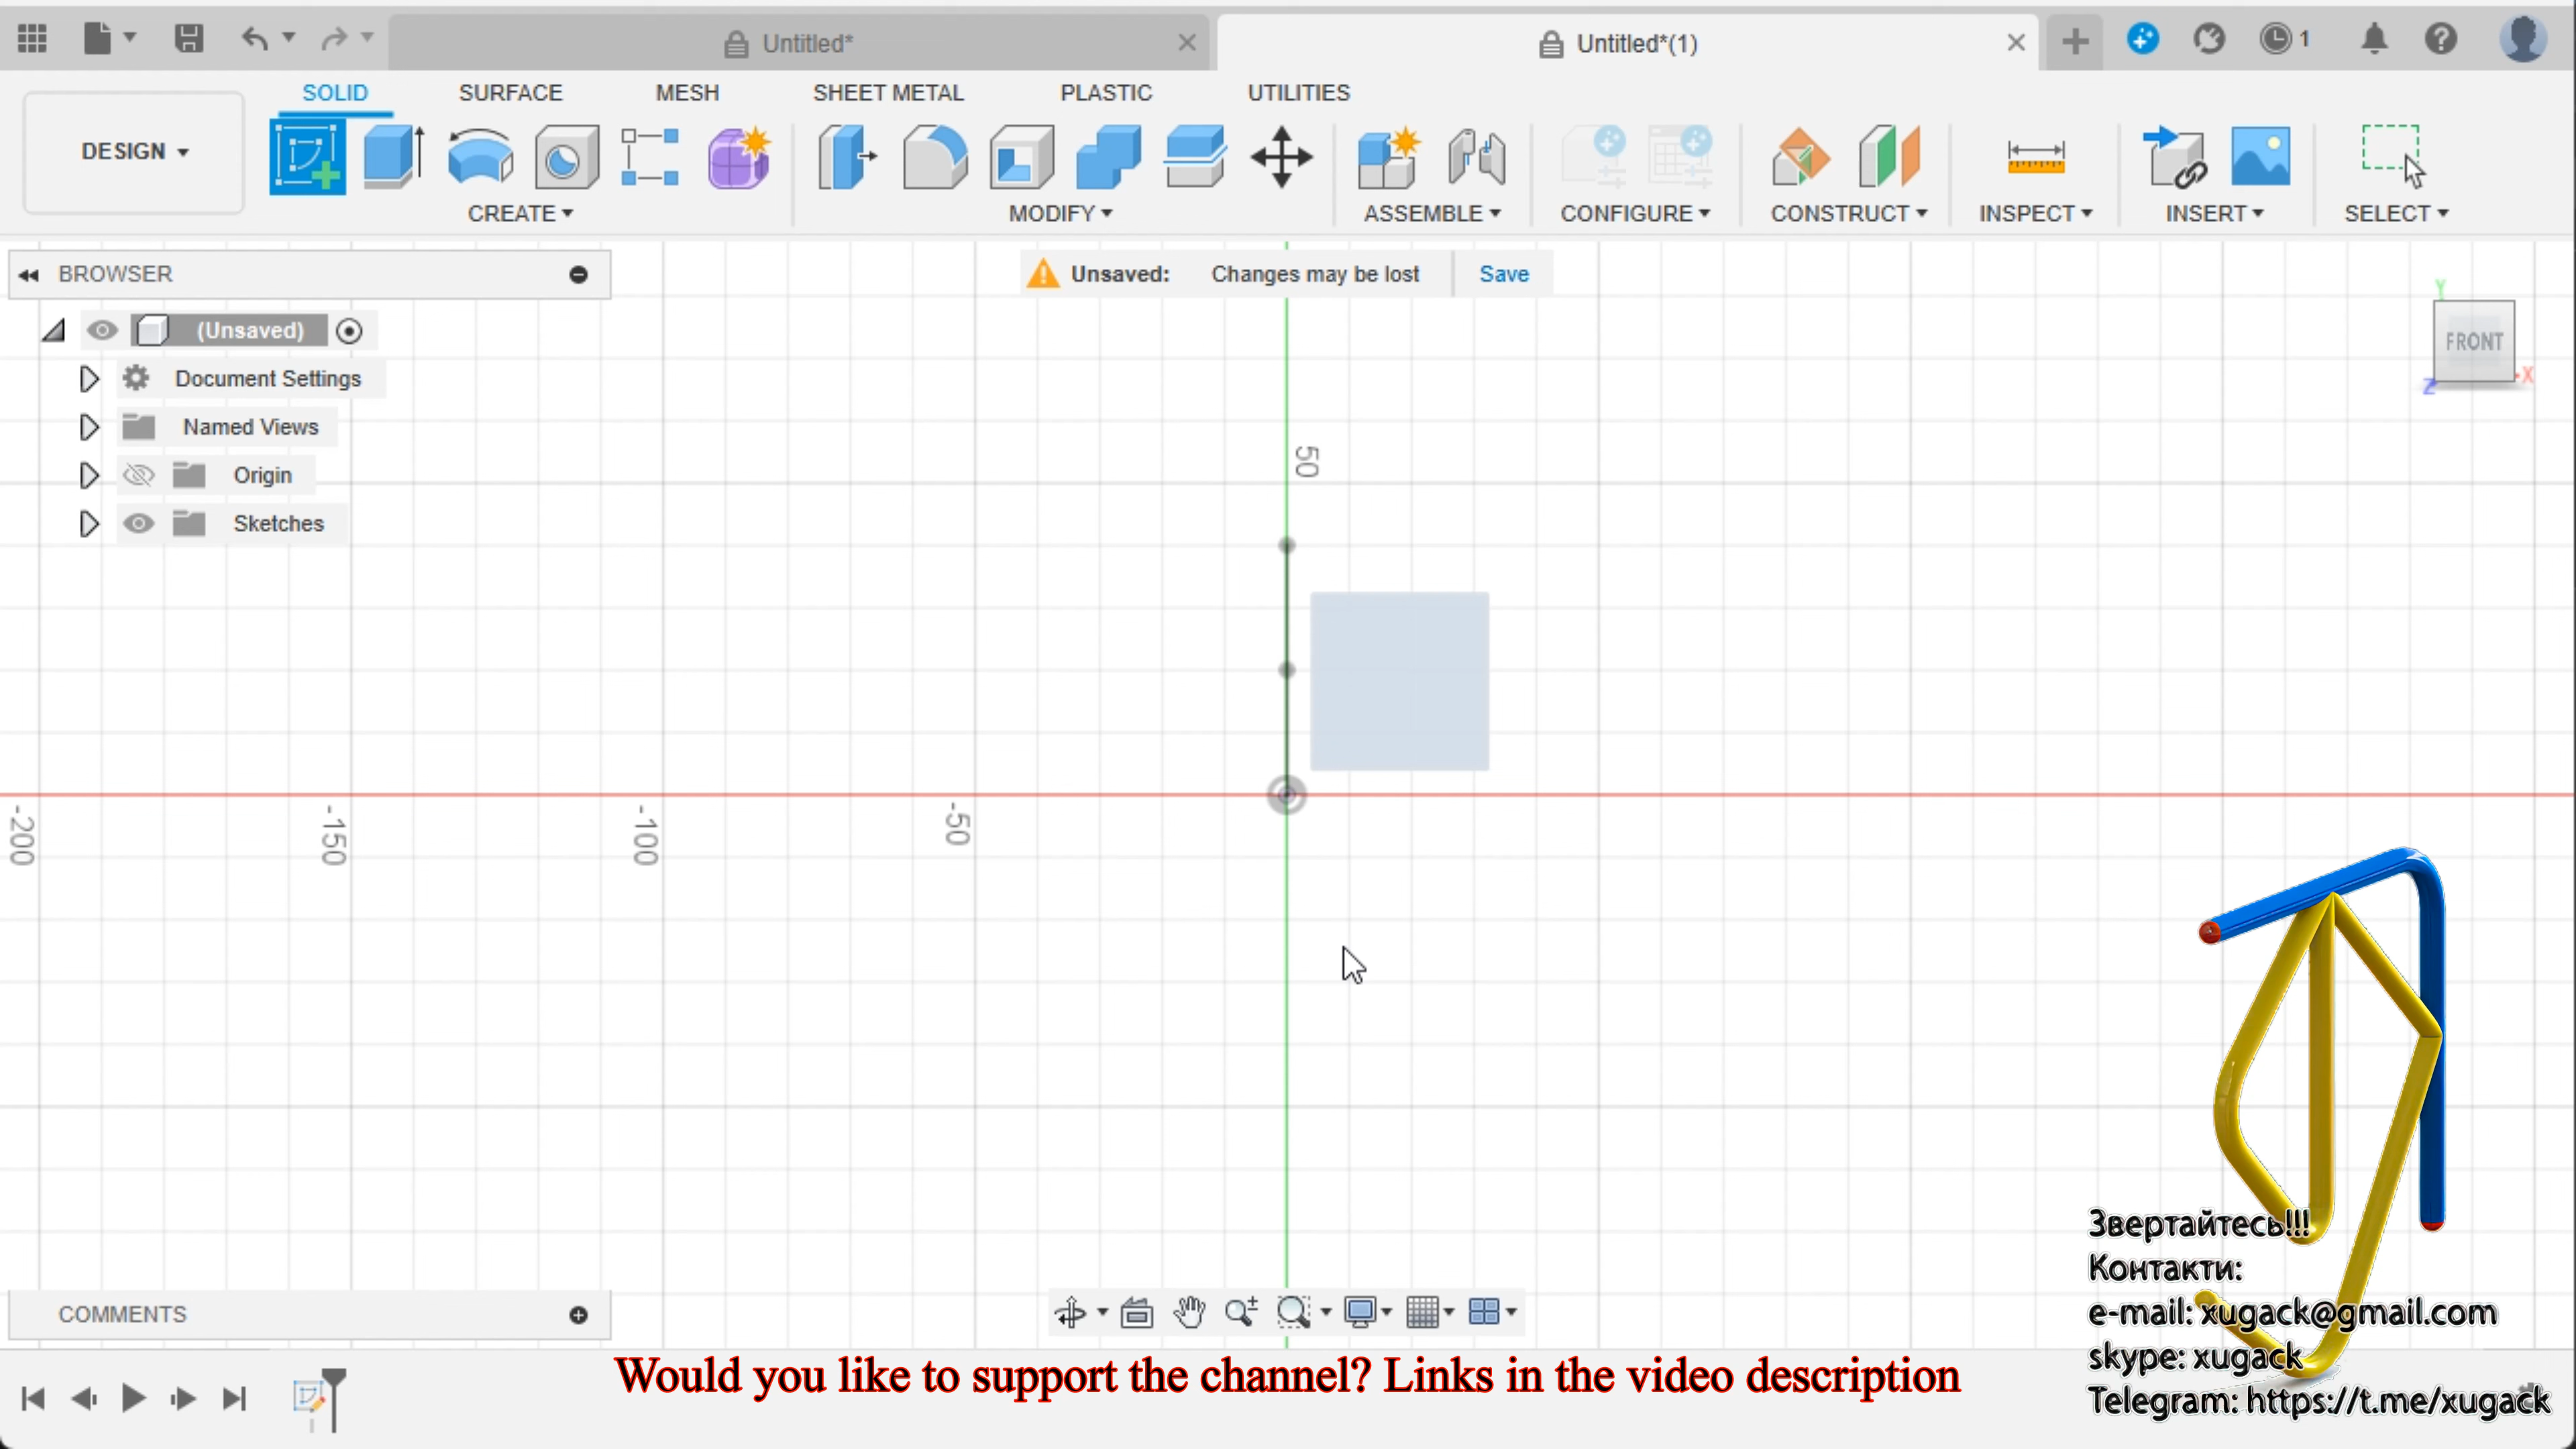 Untitled*
Untitled*(1)
1
SOLID
SURFACE
MESH
SHEET METAL
PLASTIC
UTILITIES
DESIGN
CREATE
MODIFY
ASSEMBLE
CONFIGURE
CONSTRUCT
INSPECT
INSERT
SELECT
BROWSER
Unsaved: Changes may be lost Save
(Unsaved)
Document Settings
Named Views
Origin
Sketches
Y
FRONT
X
Z
50
-200
-150
-100
-50
COMMENTS
Звертайтесь!!!
Контакти:
e-mail: xugack@gmail.com
skype: xugack
Telegram: https://t.me/xugack
Would you like to support the channel? Links in the video description